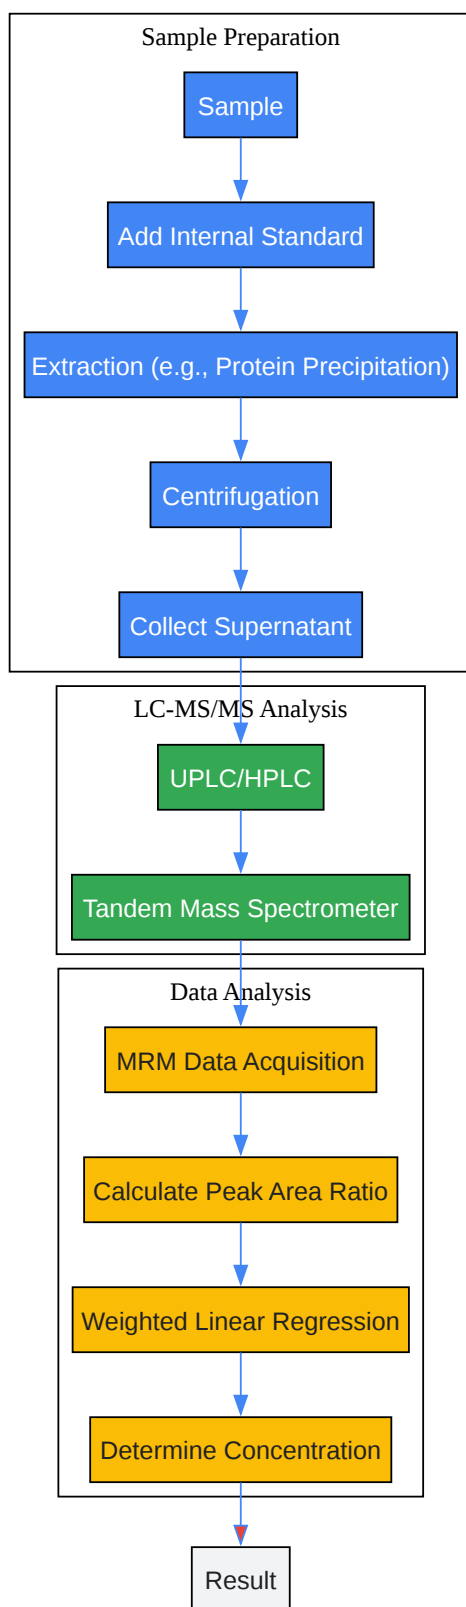 Sample Preparation
Sample
Add Internal Standard
Extraction (e.g., Protein Precipitation)
Centrifugation
Collect Supernatant
LC-MS/MS Analysis
UPLC/HPLC
Tandem Mass Spectrometer
Data Analysis
MRM Data Acquisition
Calculate Peak Area Ratio
Weighted Linear Regression
Determine Concentration
Result